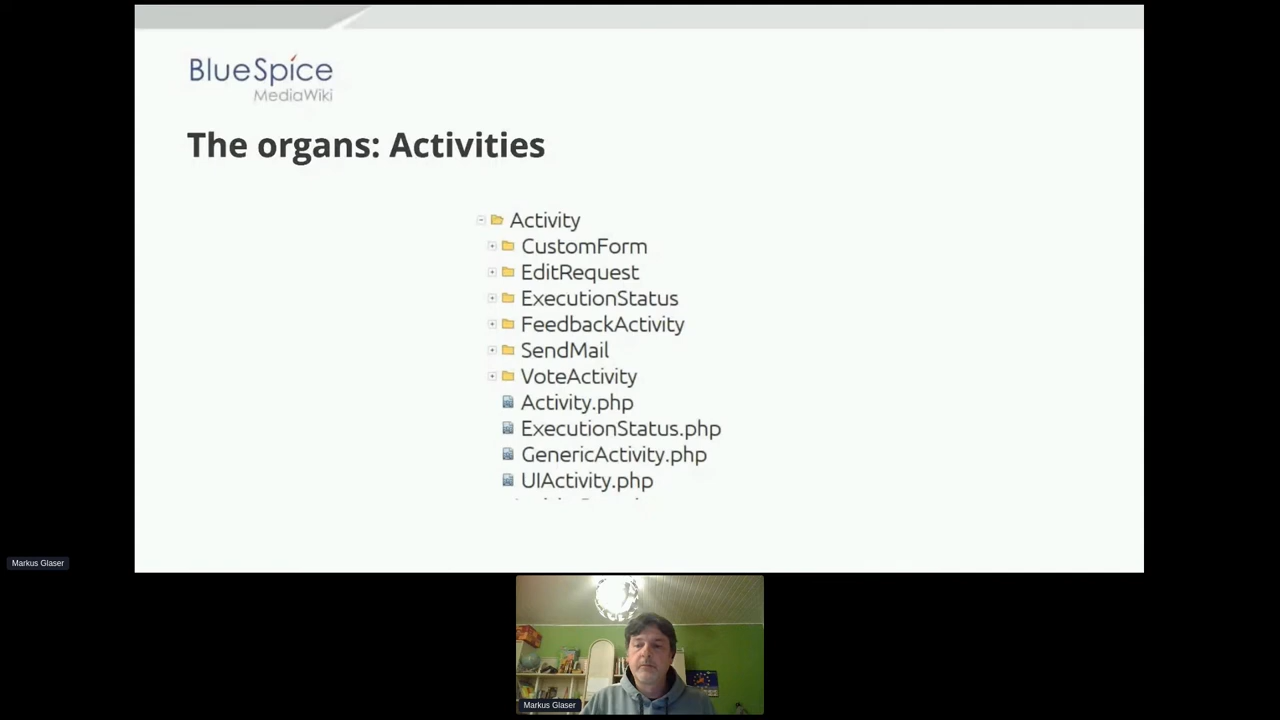 BlueSpice
MediaWiki
The organs: Activities
Activity
CustomForm
EditRequest
ExecutionStatus
FeedbackActivity
SendMail
VoteActivity
Activity.php
ExecutionStatus.php
GenericActivity.php
UIActivity.php
Markus Glaser
Markus Glaser